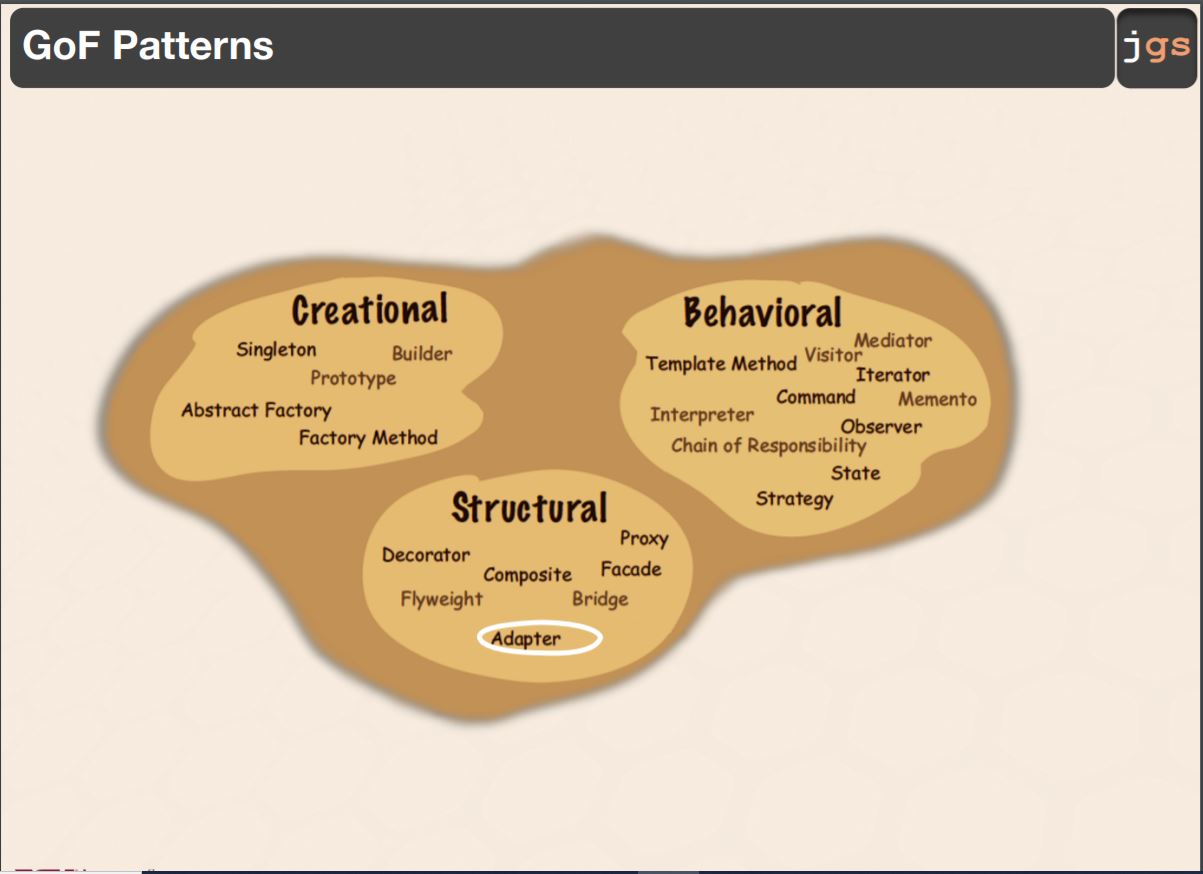 GoF Patterns
jgs
Creational
Singleton
Builder
Prototype
Abstract Factory
Factory Method
Behavioral
Mediator
Visitor
Template Method
Iterator
Command
Memento
Interpreter
Observer
Chain of Responsibility
State
Strategy
Structural
Proxy
Decorator
Facade
Composite
Flyweight
Bridge
Adapter